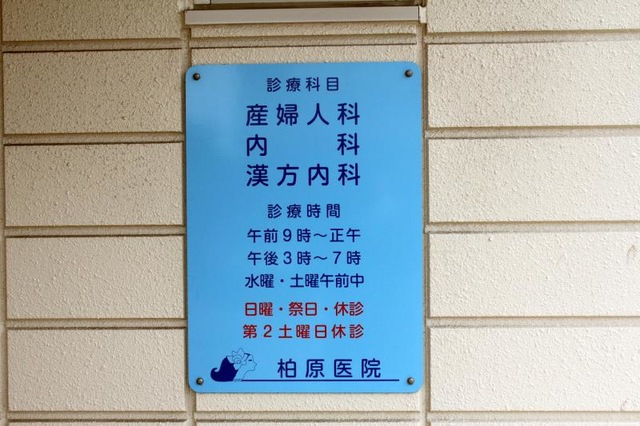 診療科目
産婦人科
内科
漢方内科
診療時間
午前9時～正午
午後3時～7時
水曜・土曜午前中
日曜・祭日・休診
第2土曜日休診
柏原医院